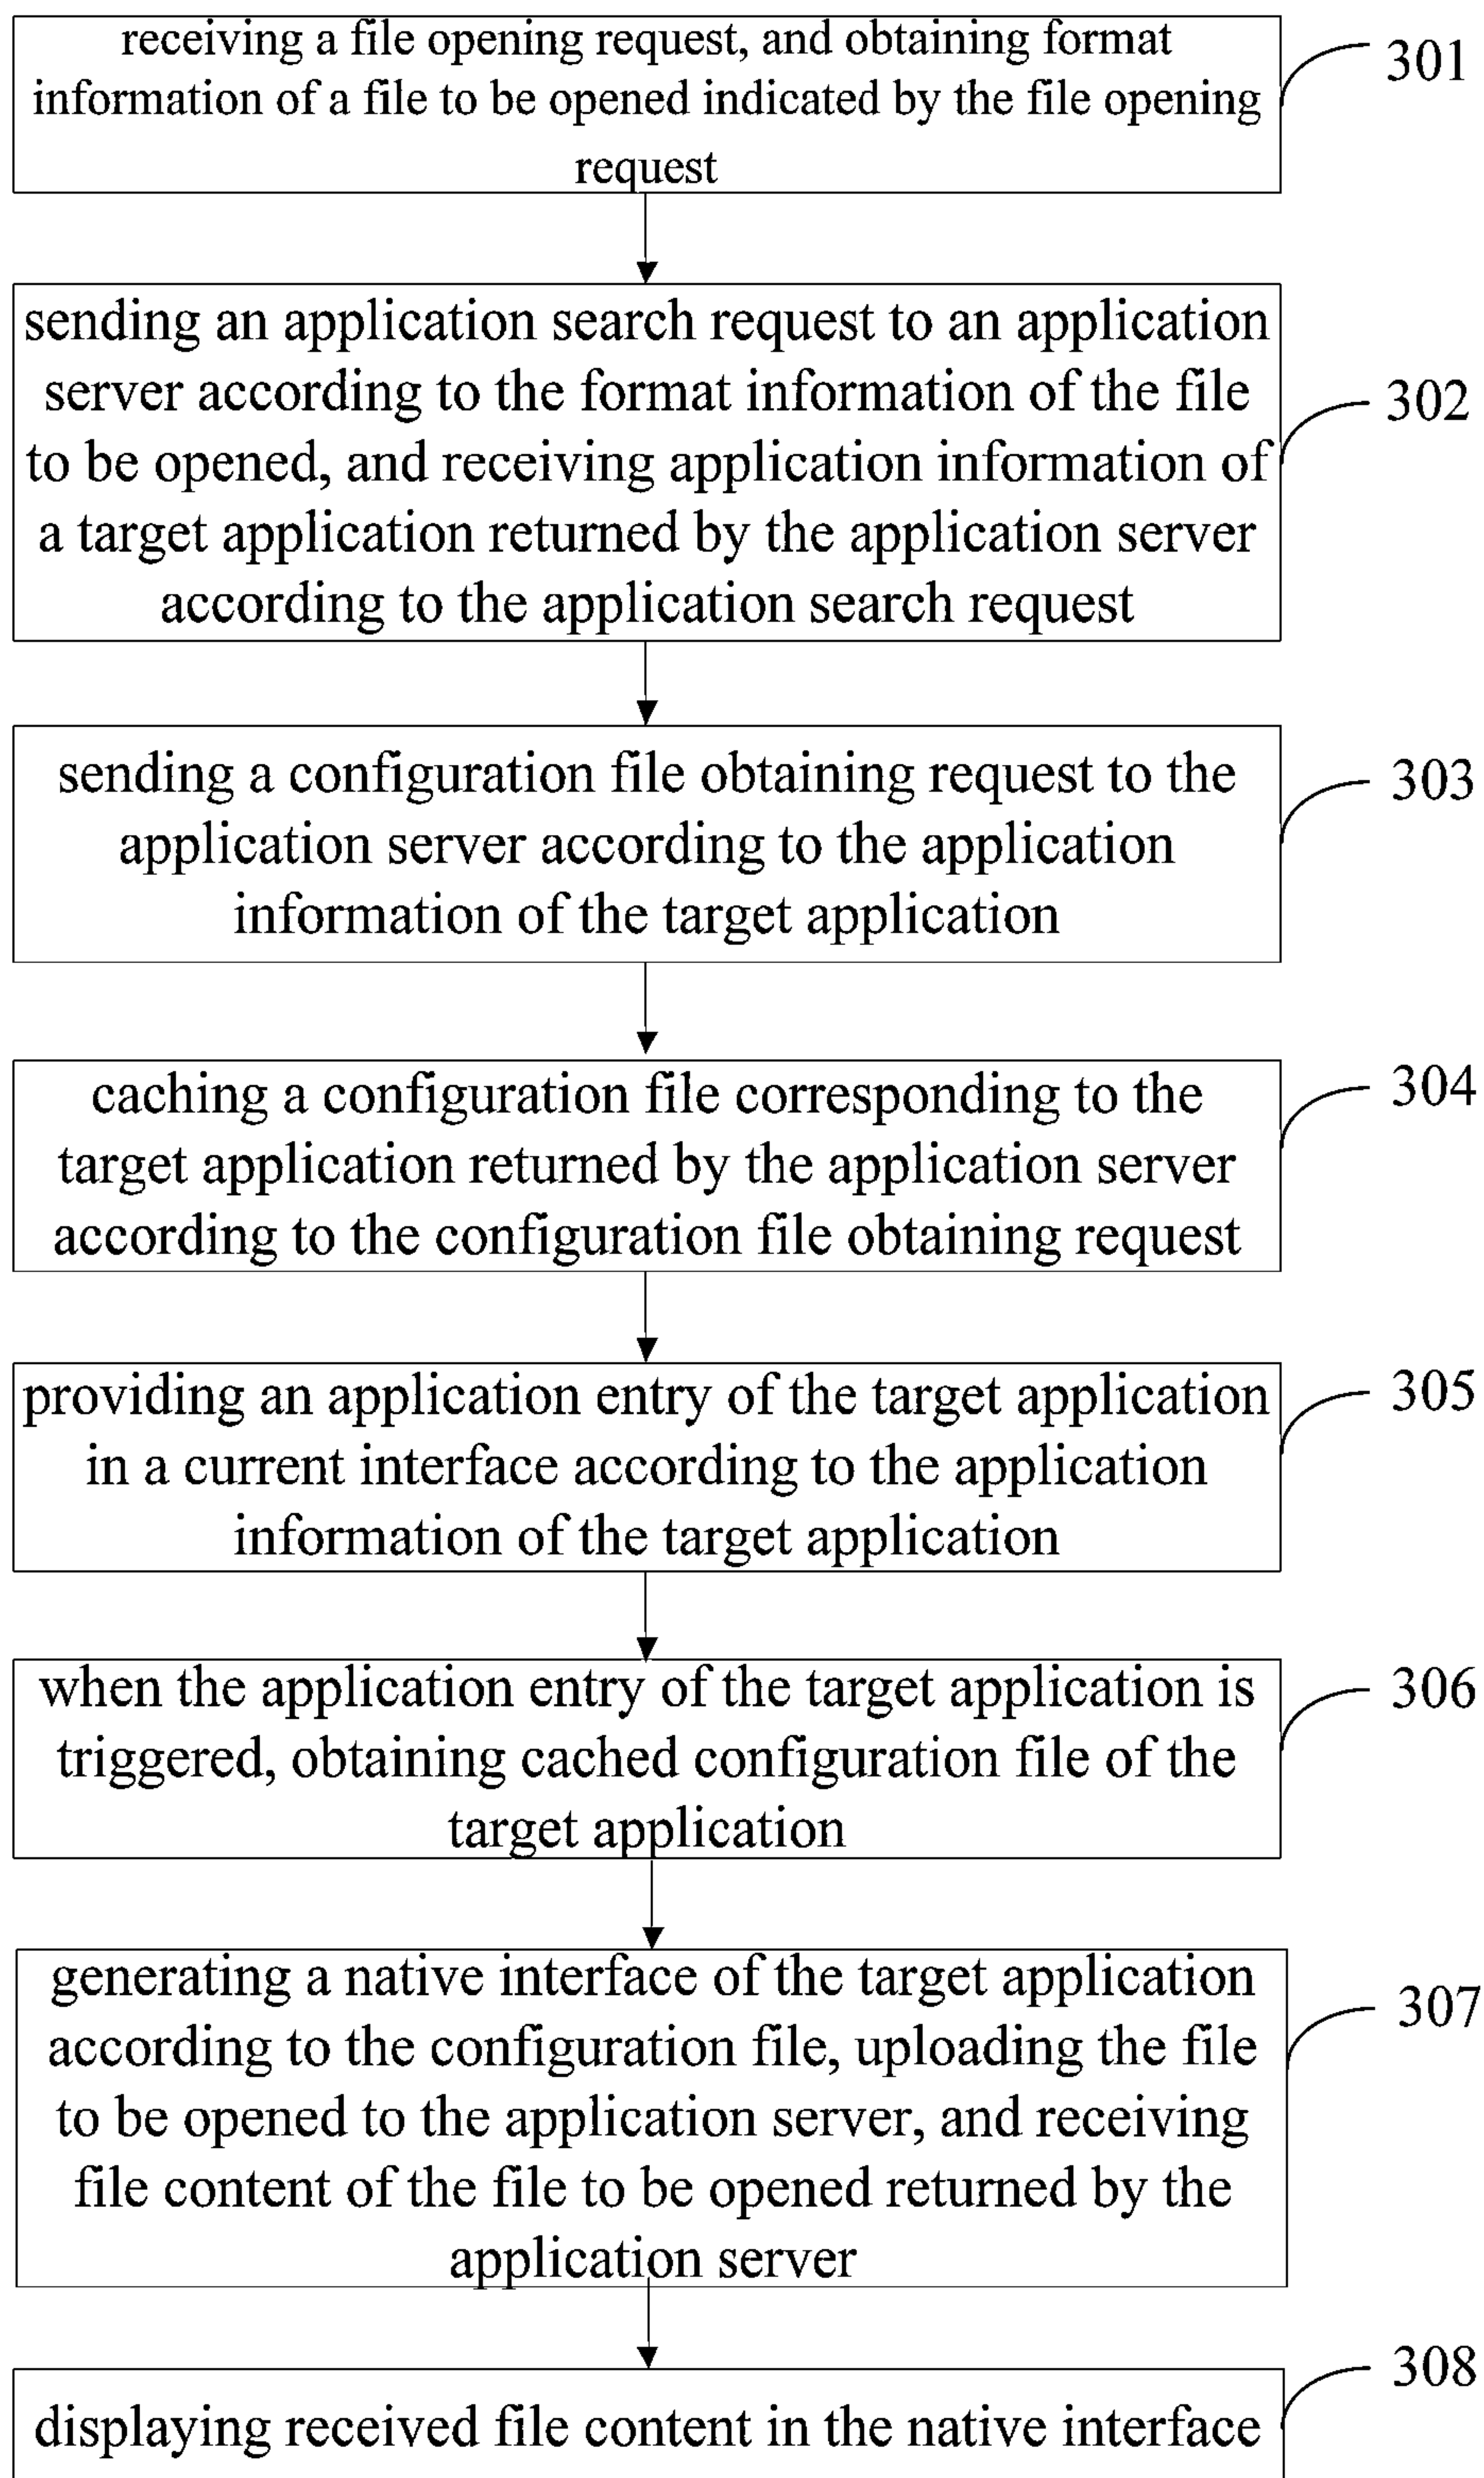 receiving a file opening request, and obtaining format
information of a file to be opened indicated by the file opening
request
301
sending an application search request to an application
server according to the format information of the file
to be opened, and receiving application information of
a target application returned by the application server
according to the application search request
302
sending a configuration file obtaining request to the
application server according to the application
information of the target application
303
caching a configuration file corresponding to the
target application returned by the application server
according to the configuration file obtaining request
304
providing an application entry of the target application
in a current interface according to the application
information of the target application
305
when the application entry of the target application is
triggered, obtaining cached configuration file of the
target application
306
generating a native interface of the target application
according to the configuration file, uploading the file
to be opened to the application server, and receiving
file content of the file to be opened returned by the
application server
307
displaying received file content in the native interface
308